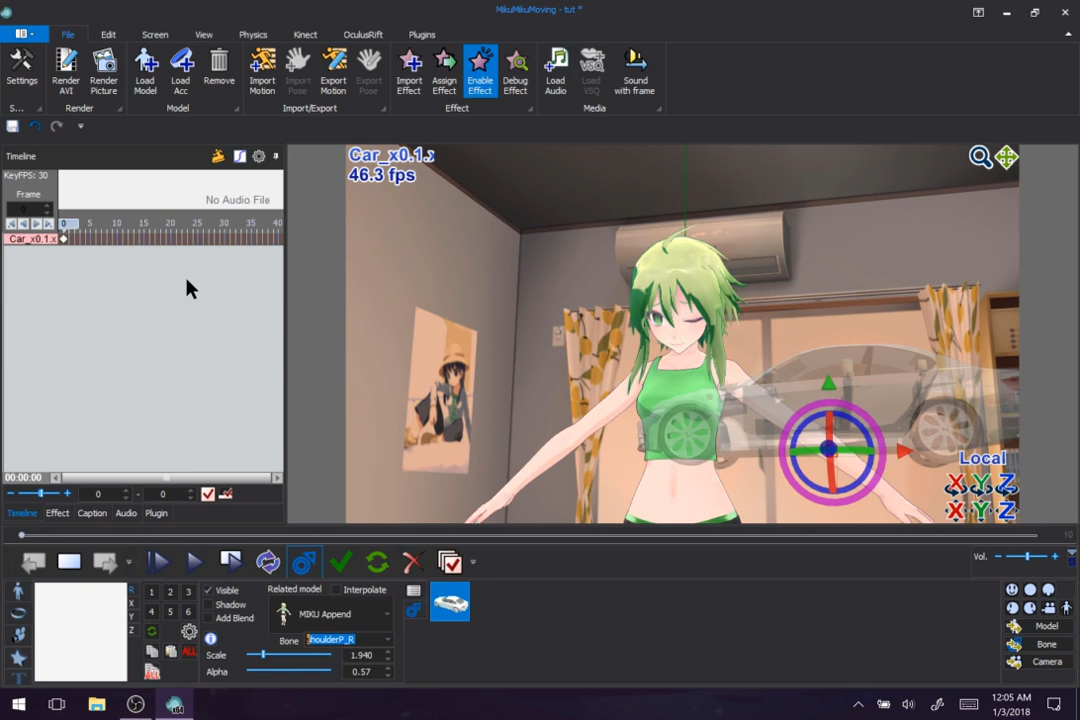 MikuMikuMoving - tut *
File Edit Screen View Physics Kinect OculusRift Plugins
Settings
Render AVI
Render Picture
Load Model
Load Acc
Remove
Import Motion
Import Pose
Export Motion
Export Pose
Import Effect
Assign Effect
Enable Effect
Debug Effect
Load Audio
Load VSQ
Sound with frame
S... Render Model Import/Export Effect Media
Timeline
KeyFPS: 30
Frame
0
No Audio File
0 5 10 15 20 25 30 35 40
Car_x0.1.x
00:00:00
0 - 0
Timeline Effect Caption Audio Plugin
Car_x0.1.x
46.3 fps
Local
X Y Z
X Y Z
10
Vol.
R
X
Y
Z
1 2 3
4 5 6
ALL
ALL
Visible
Shadow
Add Blend
Related model
Interpolate
MIKU Append
Bone shoulderP_R
Scale 1.940
Alpha 0.57
Model
Bone
Camera
x64
12:05 AM
1/3/2018